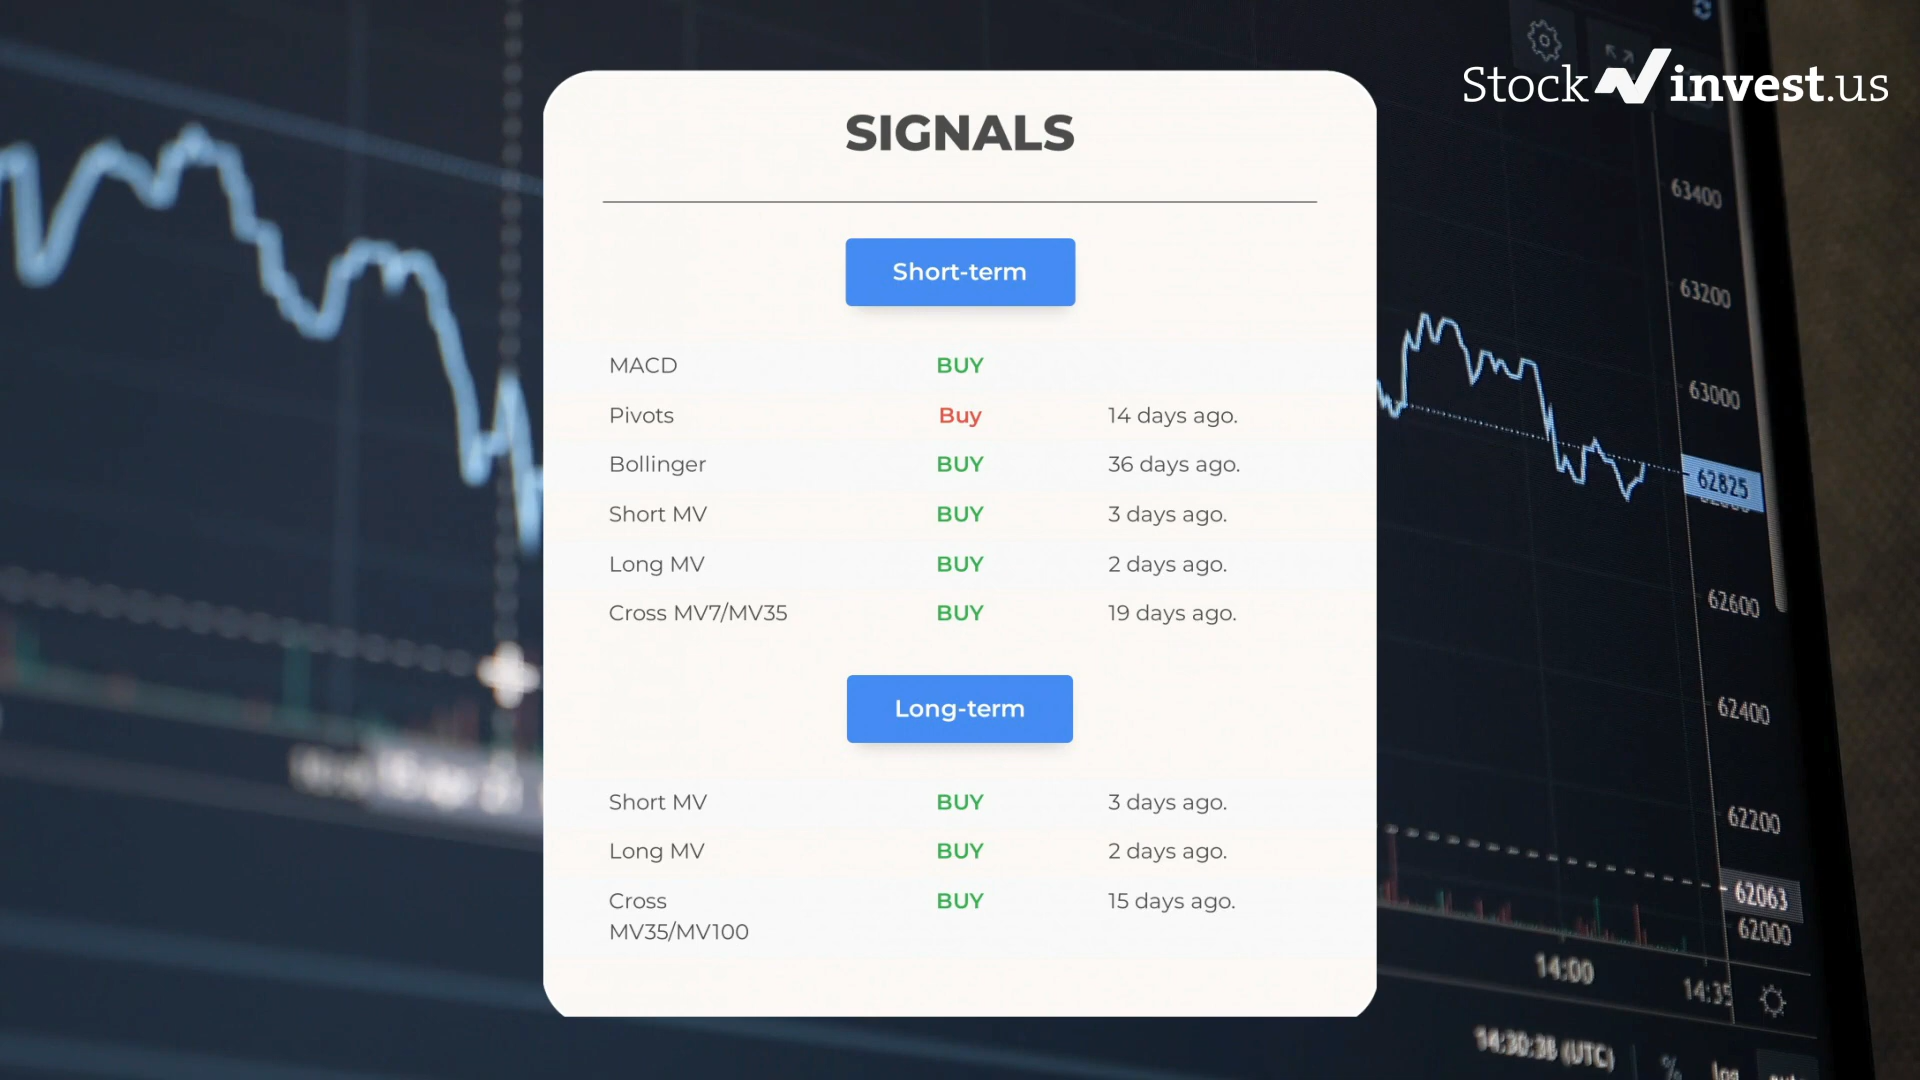 Stock invest.us
SIGNALS
Short-term
MACD BUY
Pivots Buy 14 days ago.
Bollinger BUY 36 days ago.
Short MV BUY 3 days ago.
Long MV BUY 2 days ago.
Cross MV7/MV35 BUY 19 days ago.
Long-term
Short MV BUY 3 days ago.
Long MV BUY 2 days ago.
Cross BUY 15 days ago.
MV35/MV100
63400
63200
63000
62825
62600
62400
62200
62063
62000
14:00
14:35
14:30:38 (UTC)
%
log